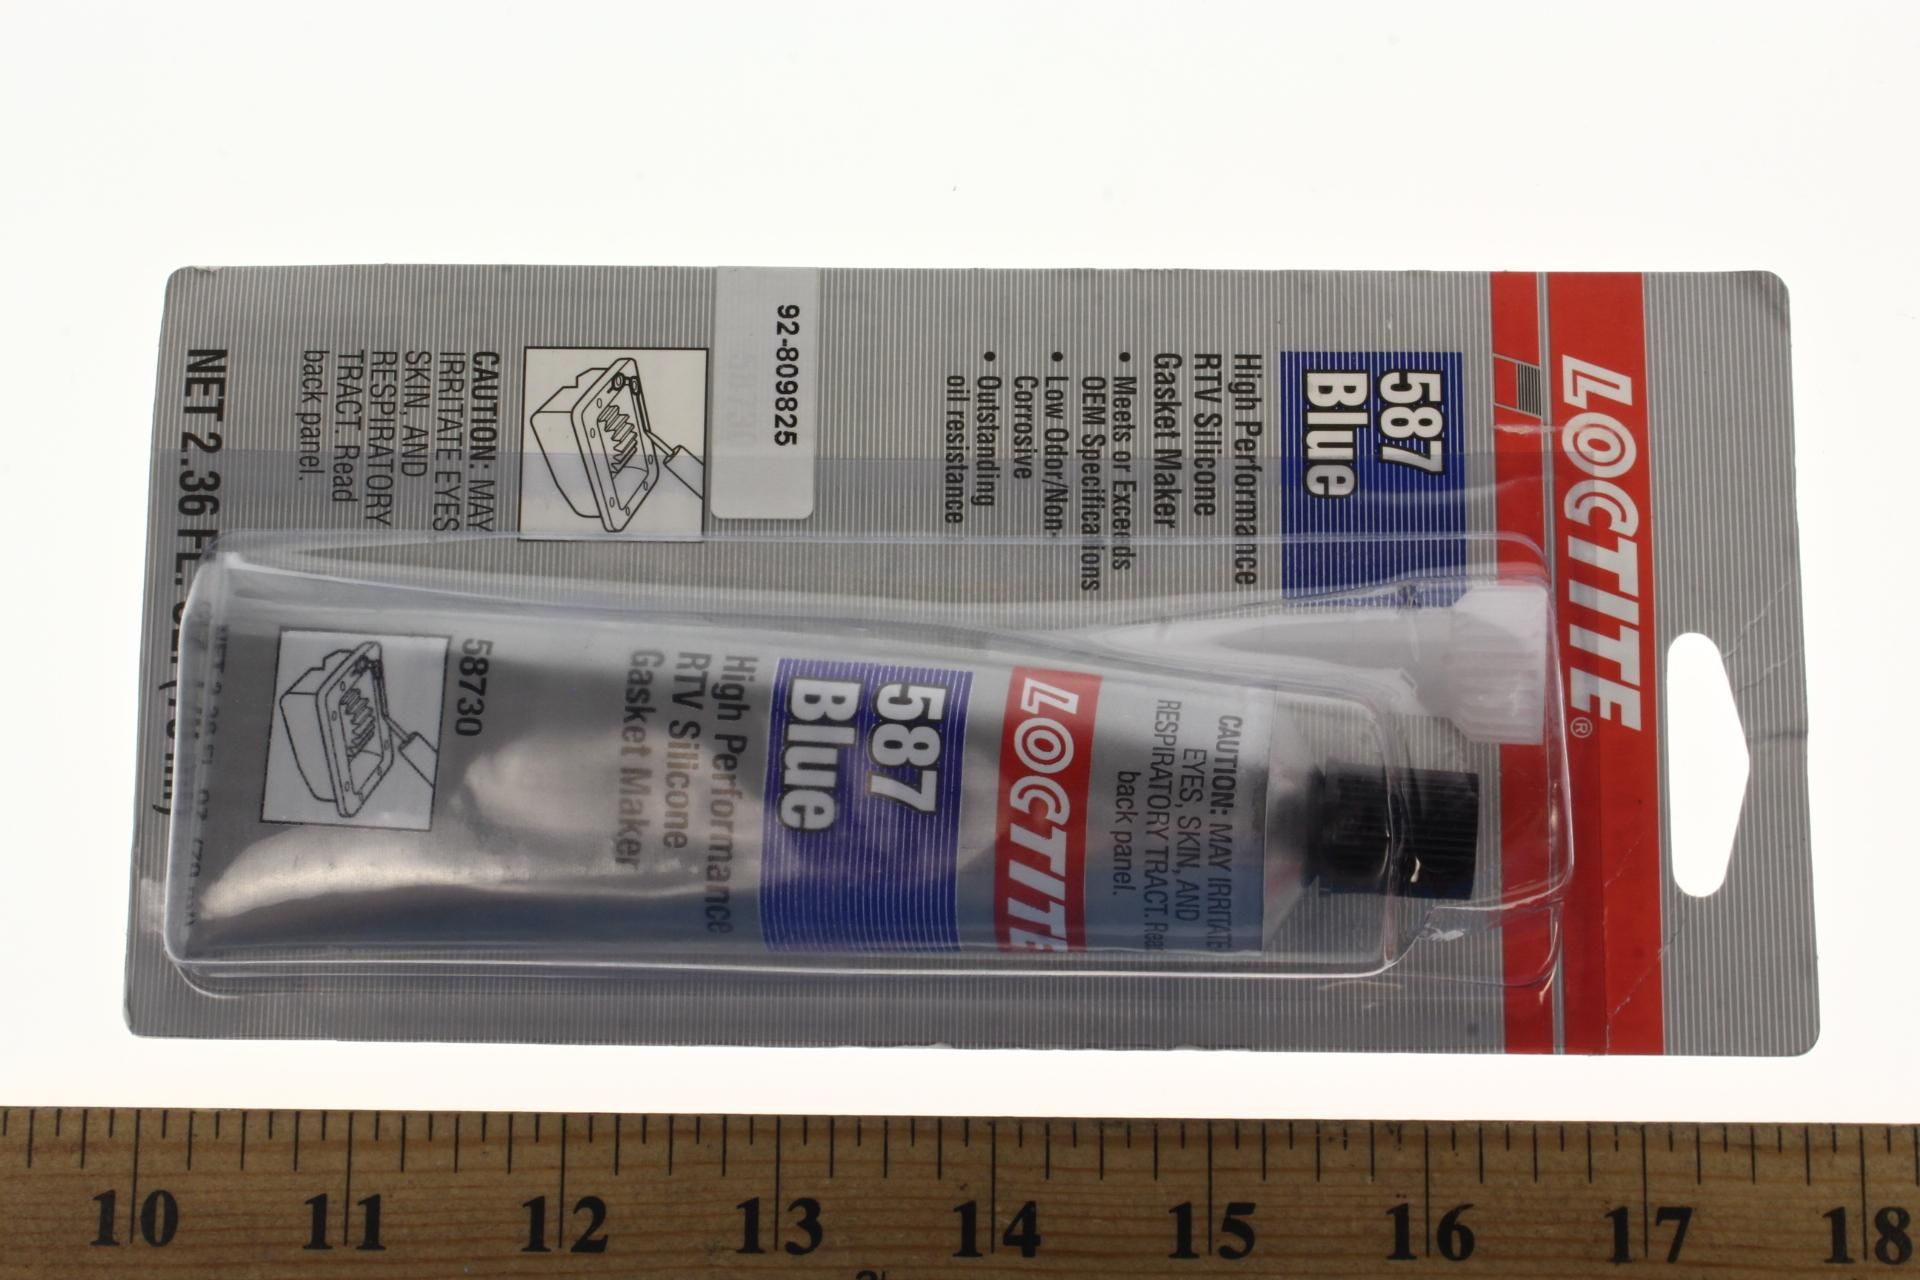 LOCTITE®
587
Blue
High Performance
RTV Silicone
Gasket Maker
• Meets or Exceeds
OEM Specifications
• Low Odor/Non-
Corrosive
• Outstanding
oil resistance
92-809825
58730
CAUTION: MAY
IRRITATE EYES
SKIN, AND
RESPIRATORY
TRACT. Read
back panel.
NET 2.36 FL.
CAUTION: MAY IRRITATE
EYES, SKIN, AND
RESPIRATORY TRACT. Read
back panel.
LOCTITE
587
Blue
High Performance
RTV Silicone
Gasket Maker
58730
10 11 12 13 14 15 16 17 18